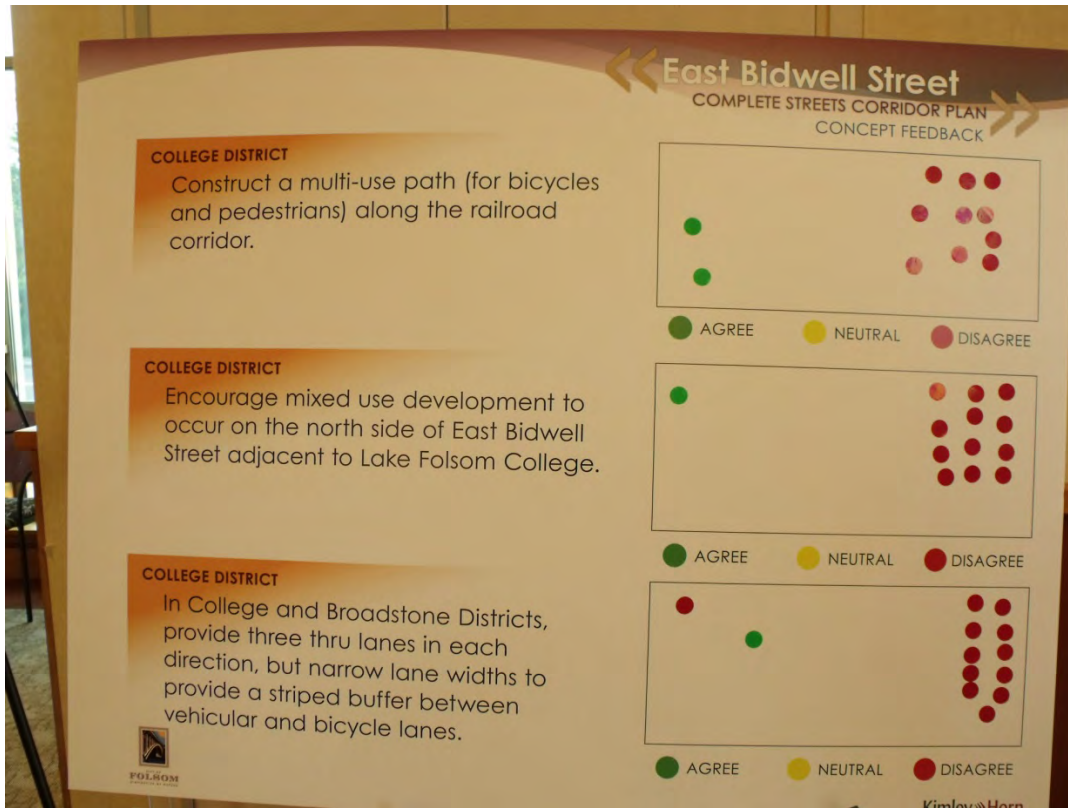 East Bidwell Street
COMPLETE STREETS CORRIDOR PLAN
CONCEPT FEEDBACK
COLLEGE DISTRICT
Construct a multi-use path (for bicycles
and pedestrians) along the railroad
corridor.
AGREE NEUTRAL DISAGREE
COLLEGE DISTRICT
Encourage mixed use development to
occur on the north side of East Bidwell
Street adjacent to Lake Folsom College.
AGREE NEUTRAL DISAGREE
COLLEGE DISTRICT
In College and Broadstone Districts,
provide three thru lanes in each
direction, but narrow lane widths to
provide a striped buffer between
vehicular and bicycle lanes.
AGREE NEUTRAL DISAGREE
FOLSOM
Kimley»Horn